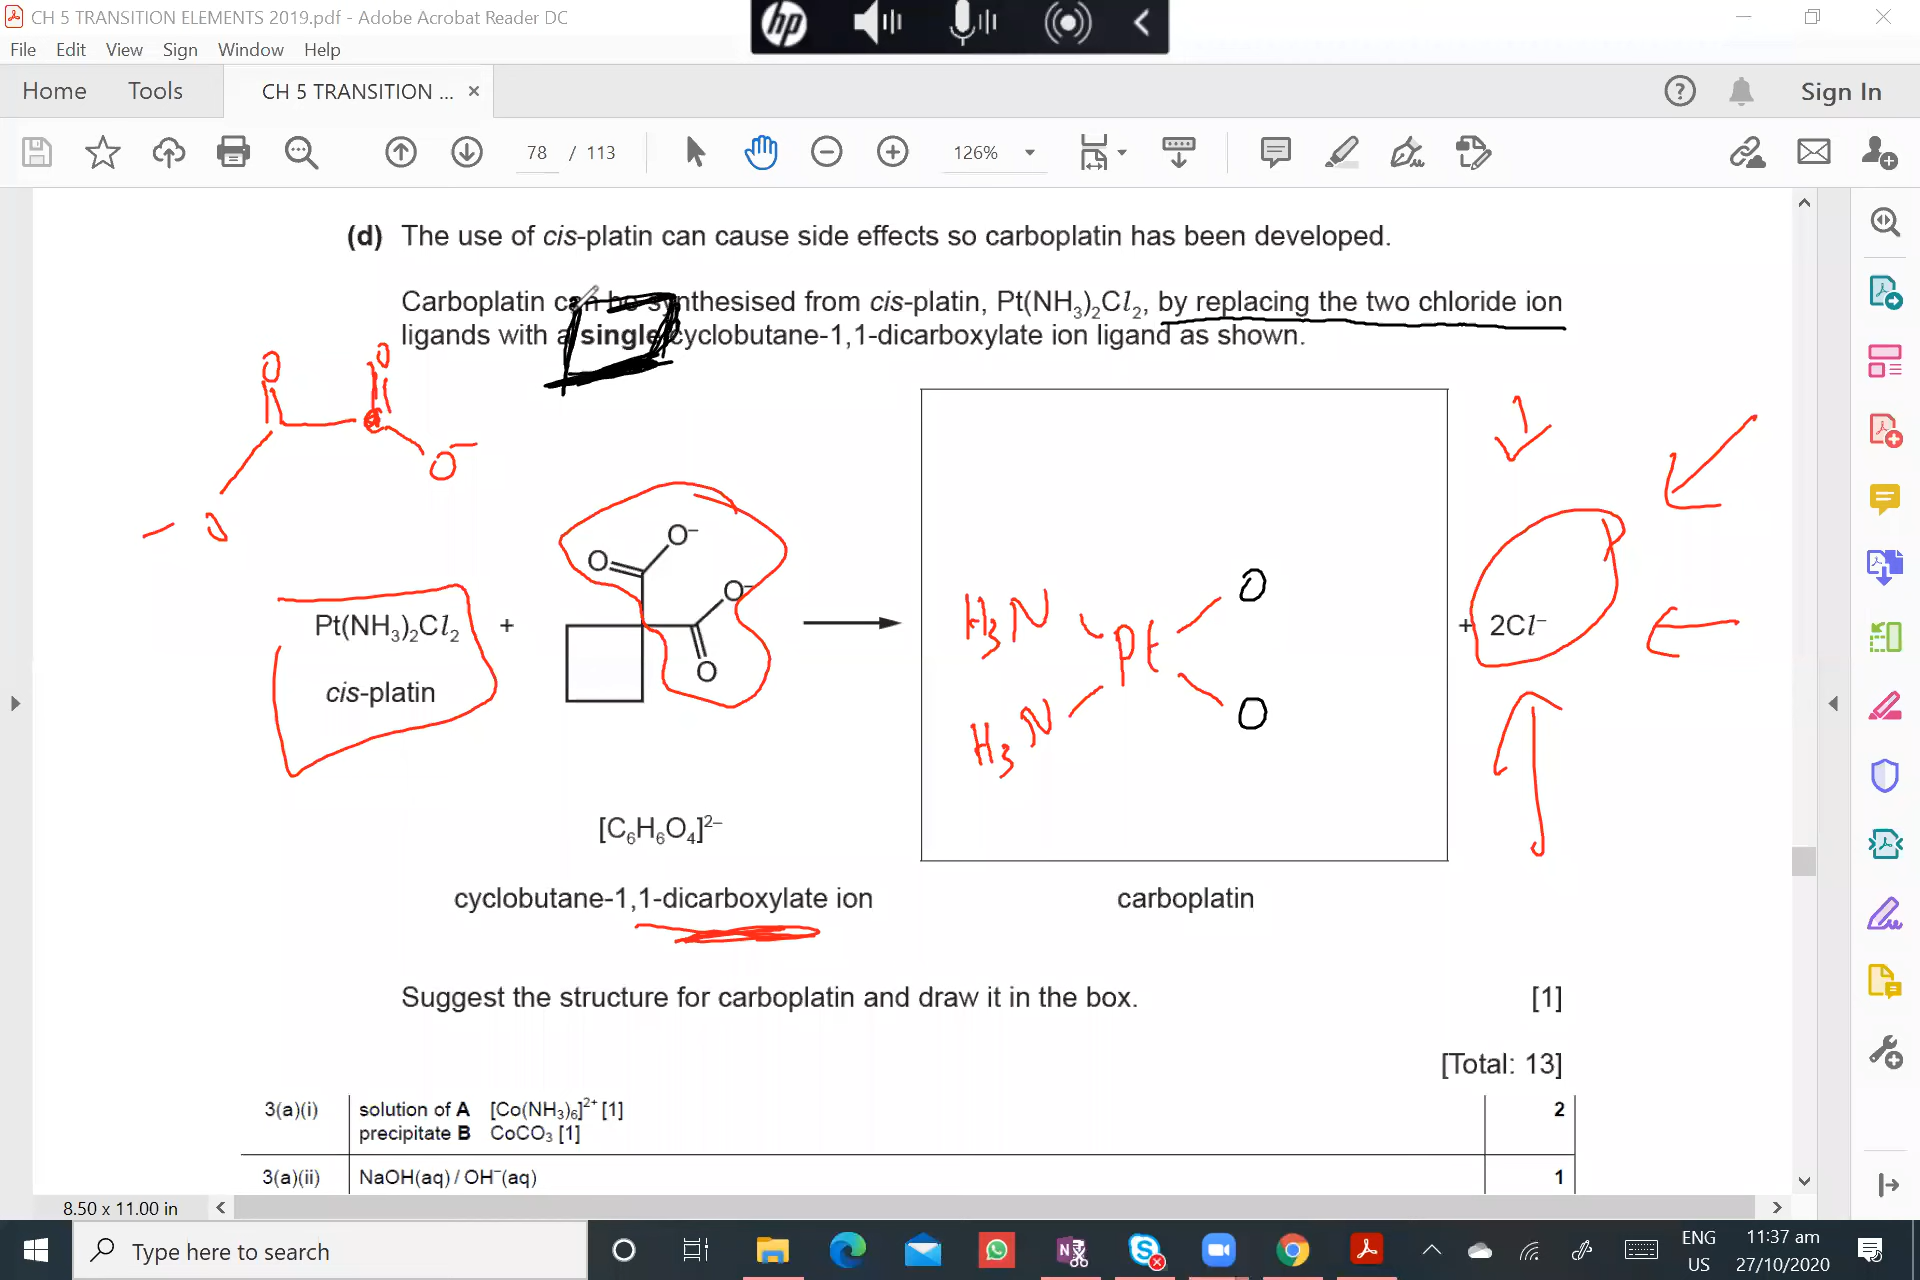 CH 5 TRANSITION ELEMENTS 2019.pdf - Adobe Acrobat Reader DC
hp
File Edit View Sign Window Help
Home Tools CH 5 TRANSITION ... × Sign In
78 / 113 126%
(d) The use of cis-platin can cause side effects so carboplatin has been developed.
Carboplatin can be synthesised from cis-platin, Pt(NH₃)₂Cl₂, by replacing the two chloride ion
ligands with a single cyclobutane-1,1-dicarboxylate ion ligand as shown.
O O
O⁻
– O
O⁻
O
O⁻
O
Pt(NH₃)₂Cl₂ +
cis-platin
H₃N Pt O
H₃N O
+ 2Cl⁻
[C₆H₆O₄]²⁻
cyclobutane-1,1-dicarboxylate ion carboplatin
Suggest the structure for carboplatin and draw it in the box. [1]
[Total: 13]
3(a)(i) solution of A [Co(NH₃)₆]²⁺ [1] 2
precipitate B CoCO₃ [1]
3(a)(ii) NaOH(aq) / OH⁻(aq) 1
8.50 x 11.00 in
Type here to search
ENG 11:37 am
US 27/10/2020